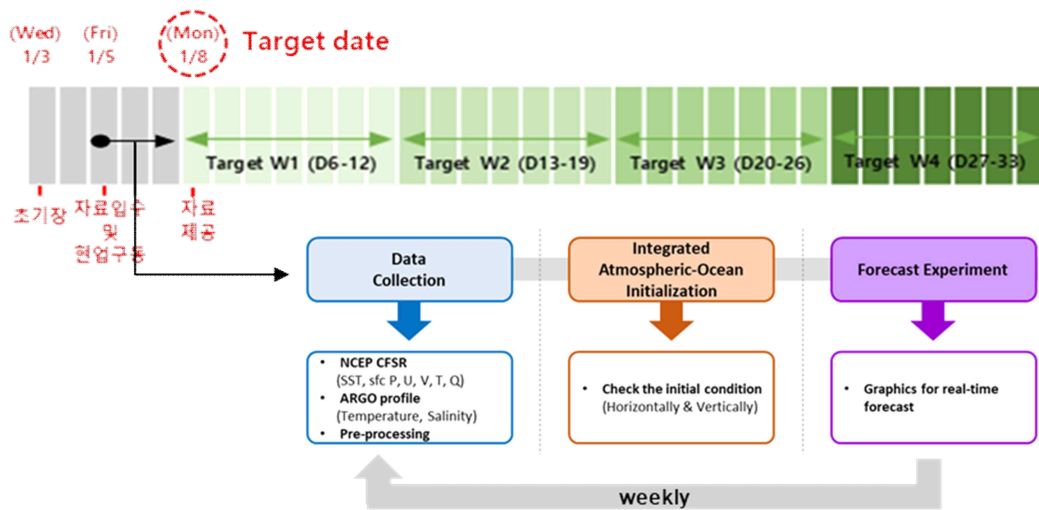 (Wed)
1/3
(Fri)
1/5
(Mon)
1/8
Target date
Target W1 (D6-12)
Target W2 (D13-19)
Target W3 (D20-26)
Target W4 (D27-33)
초기장
자료입수
및
현업구동
자료
제공
Data
Collection
Integrated
Atmospheric-Ocean
Initialization
Forecast Experiment
• NCEP CFSR
(SST, sfc P, U, V, T, Q)
• ARGO profile
(Temperature, Salinity)
• Pre-processing
• Check the initial condition
(Horizontally & Vertically)
• Graphics for real-time
forecast
weekly